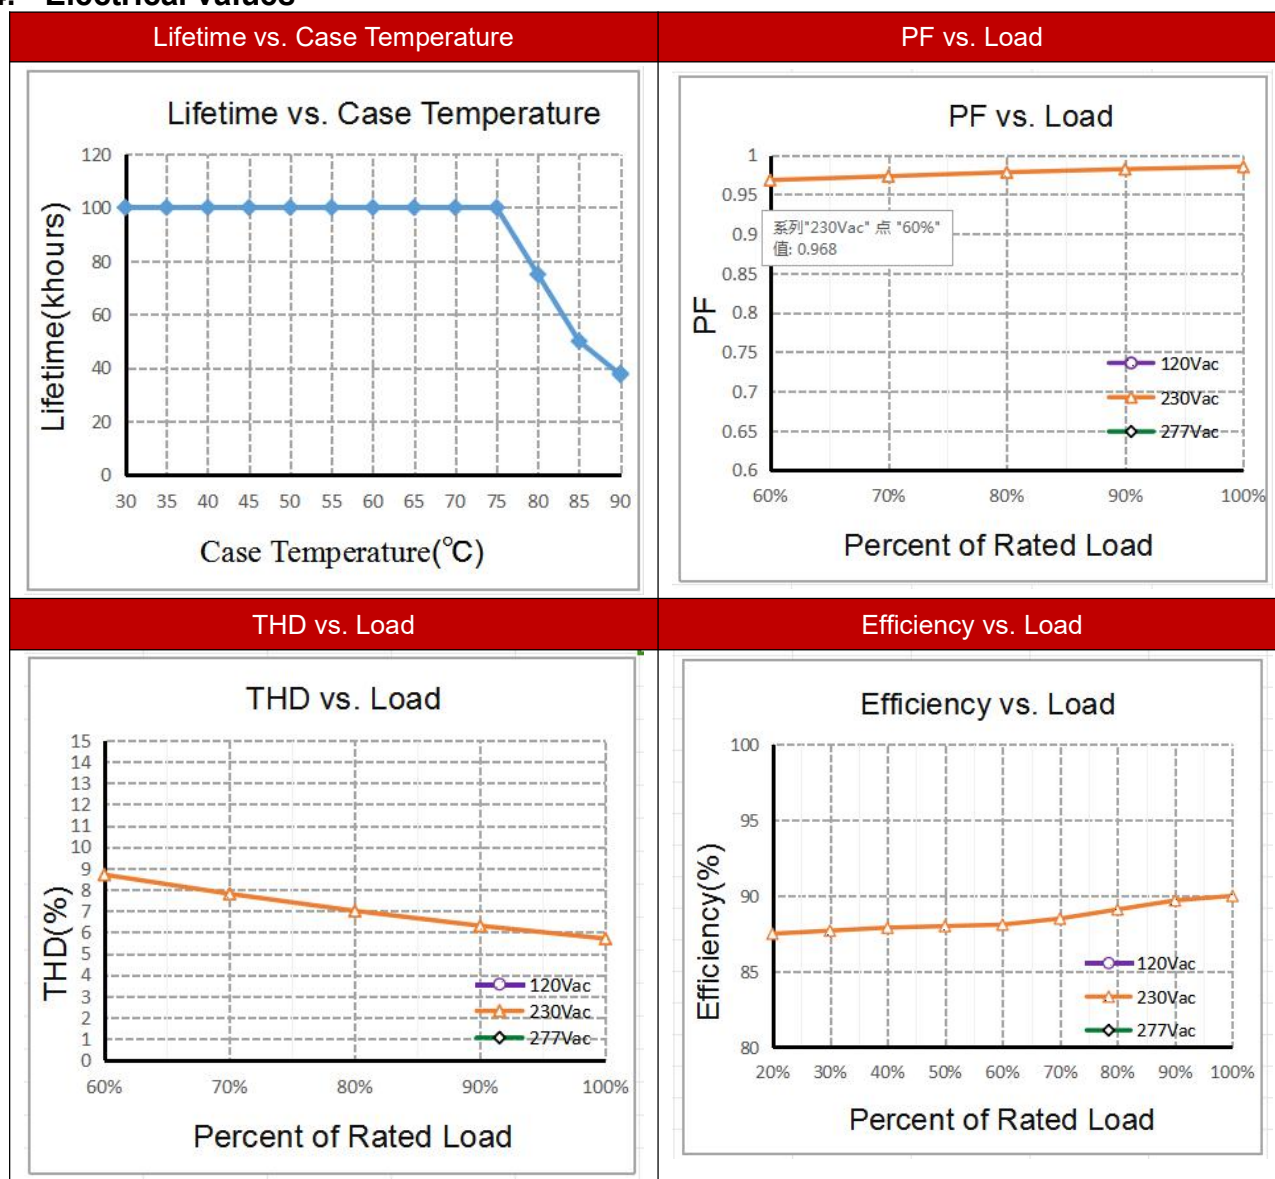 4. Electrical values
Lifetime vs. Case Temperature
PF vs. Load
Lifetime vs. Case Temperature
120
100
80
60
40
20
0
30 35 40 45 50 55 60 65 70 75 80 85 90
Lifetime(khours)
Case Temperature(℃)
PF vs. Load
1
0.95
0.9
0.85
0.8
0.75
0.7
0.65
0.6
系列"230Vac" 点 "60%"
值: 0.968
PF
120Vac
230Vac
277Vac
60% 70% 80% 90% 100%
Percent of Rated Load
THD vs. Load
Efficiency vs. Load
THD vs. Load
15
14
13
12
11
10
9
8
7
6
5
4
3
2
1
0
THD(%)
120Vac
230Vac
277Vac
60% 70% 80% 90% 100%
Percent of Rated Load
Efficiency vs. Load
100
95
90
85
80
Efficiency(%)
120Vac
230Vac
277Vac
20% 30% 40% 50% 60% 70% 80% 90% 100%
Percent of Rated Load